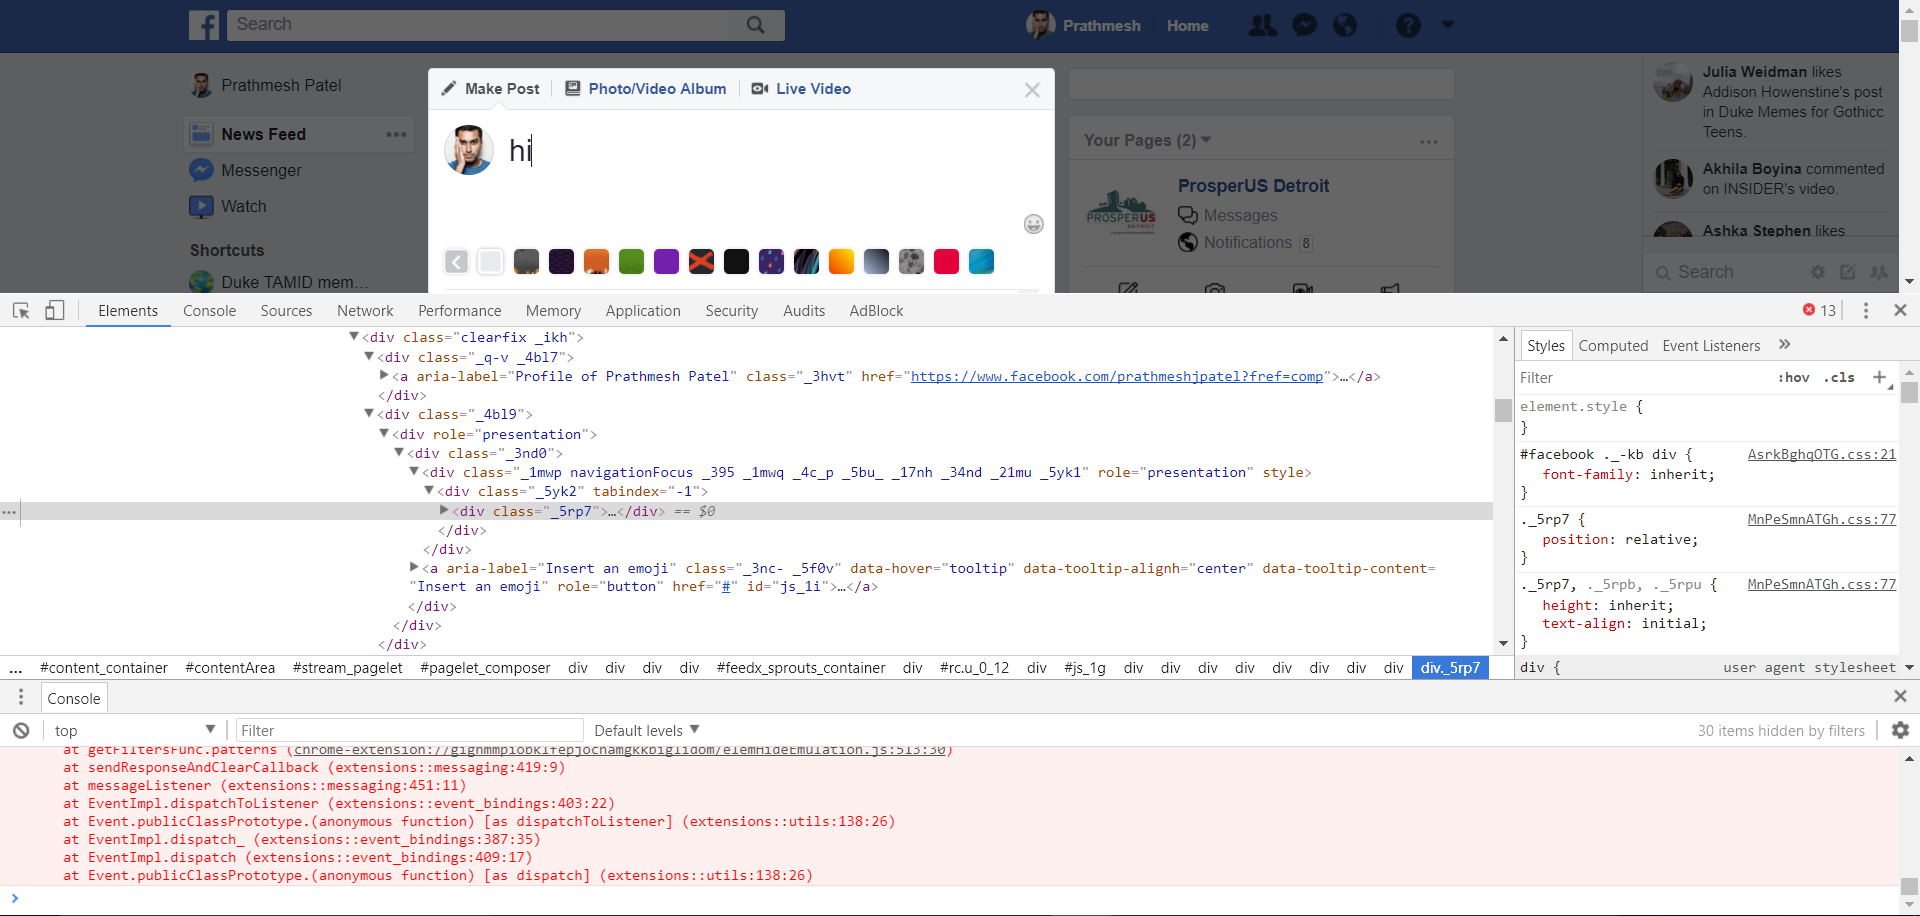 Search
Prathmesh
Home
Prathmesh Patel
News Feed
Messenger
Watch
Shortcuts
Duke TAMID mem...
Make Post
Photo/Video Album
Live Video
hi
Your Pages (2)
ProsperUS Detroit
PROSPERUS
DETROIT
Messages
Notifications 8
Julia Weidman likes
Addison Howenstine's post
in Duke Memes for Gothicc
Teens.
Akhila Boyina commented
on INSIDER's video.
Ashka Stephen likes
Search
Elements Console Sources Network Performance Memory Application Security Audits AdBlock
13
<div class="clearfix _ikh">
<div class="_q-v _4bl7">
<a aria-label="Profile of Prathmesh Patel" class="_3hvt" href="https://www.facebook.com/prathmeshjpatel?fref=comp">…</a>
</div>
<div class="_4bl9">
<div role="presentation">
<div class="_3nd0">
<div class="_1mwp navigationFocus _395 _1mwq _4c_p _5bu_ _17nh _34nd _21mu _5yk1" role="presentation" style>
<div class="_5yk2" tabindex="-1">
... <div class="_5rp7">…</div> == $0
</div>
</div>
<a aria-label="Insert an emoji" class="_3nc- _5f0v" data-hover="tooltip" data-tooltip-alignh="center" data-tooltip-content=
"Insert an emoji" role="button" href="#" id="js_1i">…</a>
</div>
</div>
</div>
... #content_container #contentArea #stream_pagelet #pagelet_composer div div div div #feedx_sprouts_container div #rc.u_0_12 div #js_1g div div div div div div div div div._5rp7
Styles Computed Event Listeners »
Filter :hov .cls +
element.style {
}
#facebook ._-kb div { AsrkBghqOTG.css:21
font-family: inherit;
}
._5rp7 { MnPeSmnATGh.css:77
position: relative;
}
._5rp7, ._5rpb, ._5rpu { MnPeSmnATGh.css:77
height: inherit;
text-align: initial;
}
div { user agent stylesheet
Console
top Filter Default levels 30 items hidden by filters
at getFiltersFunc.patterns (chrome-extension://gighmmpiobklfepjocnamgkkbiglidom/elemHideEmulation.js:513:30)
at sendResponseAndClearCallback (extensions::messaging:419:9)
at messageListener (extensions::messaging:451:11)
at EventImpl.dispatchToListener (extensions::event_bindings:403:22)
at Event.publicClassPrototype.(anonymous function) [as dispatchToListener] (extensions::utils:138:26)
at EventImpl.dispatch_ (extensions::event_bindings:387:35)
at EventImpl.dispatch (extensions::event_bindings:409:17)
at Event.publicClassPrototype.(anonymous function) [as dispatch] (extensions::utils:138:26)